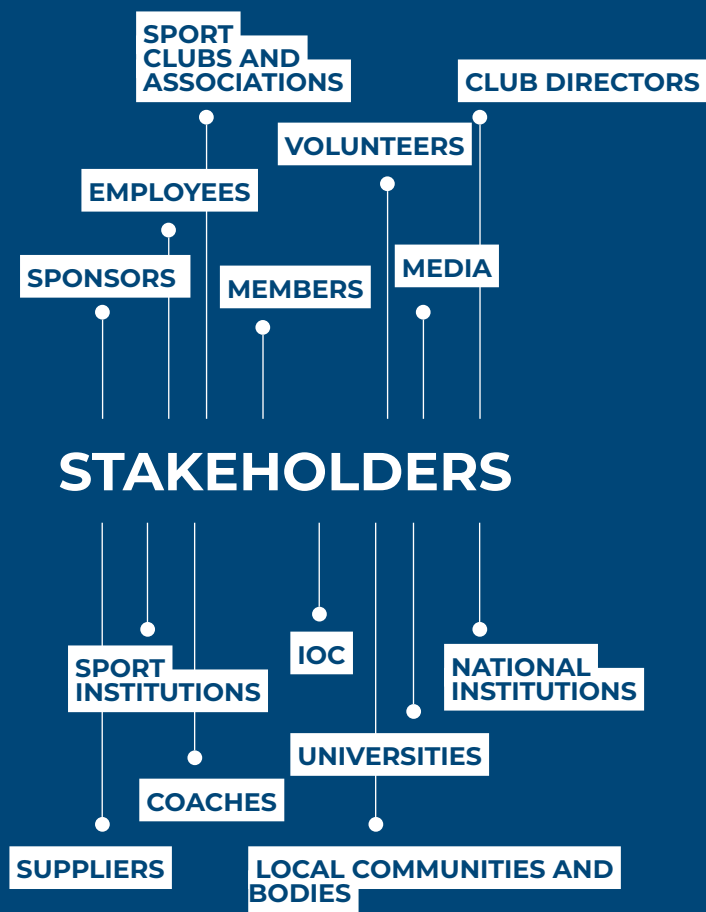 SPORT
CLUBS AND
ASSOCIATIONS
CLUB DIRECTORS
VOLUNTEERS
EMPLOYEES
MEDIA
SPONSORS
MEMBERS
STAKEHOLDERS
IOC
SPORT
INSTITUTIONS
NATIONAL
INSTITUTIONS
UNIVERSITIES
COACHES
SUPPLIERS
LOCAL COMMUNITIES AND
BODIES